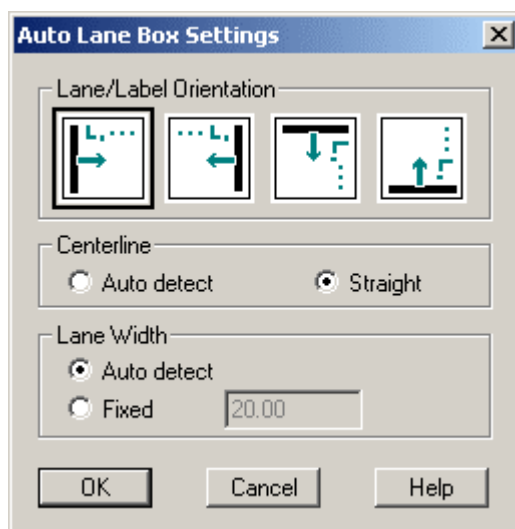 Auto Lane Box Settings
Lane/Label Orientation
Centerline
Auto detect Straight
Lane Width
Auto detect
Fixed 20.00
OK Cancel Help